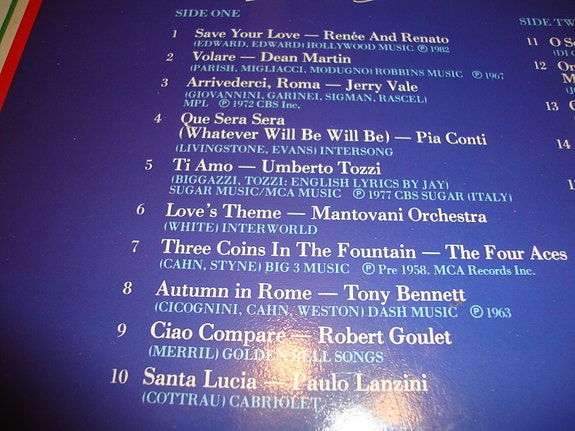 SIDE ONE
1 Save Your Love — Renée And Renato
(EDWARD, EDWARD) HOLLYWOOD MUSIC Ⓟ 1982
2 Volare — Dean Martin
(PARISH, MIGLIACCI, MODUGNO) ROBBINS MUSIC Ⓟ 1967
3 Arrivederci, Roma — Jerry Vale
(GIOVANNINI, GARINEI, SIGMAN, RASCEL)
MPL Ⓟ 1972 CBS Inc.
4 Que Sera Sera
(Whatever Will Be Will Be) — Pia Conti
(LIVINGSTONE, EVANS) INTERSONG
5 Ti Amo — Umberto Tozzi
(BIGGAZZI, TOZZI: ENGLISH LYRICS BY JAY)
SUGAR MUSIC/MCA MUSIC Ⓟ 1977 CBS SUGAR (ITALY)
6 Love's Theme — Mantovani Orchestra
(WHITE) INTERWORLD
7 Three Coins In The Fountain — The Four Aces
(CAHN, STYNE) BIG 3 MUSIC Ⓟ Pre 1958. MCA Records Inc.
8 Autumn in Rome — Tony Bennett
(CICOGNINI, CAHN, WESTON) DASH MUSIC Ⓟ 1963
9 Ciao Compare — Robert Goulet
(MERRIL) GOLDEN BELL SONGS
10 Santa Lucia — Paulo Lanzini
(COTTRAU) CABRIOLET
SIDE TW
11 O S
12
13
14